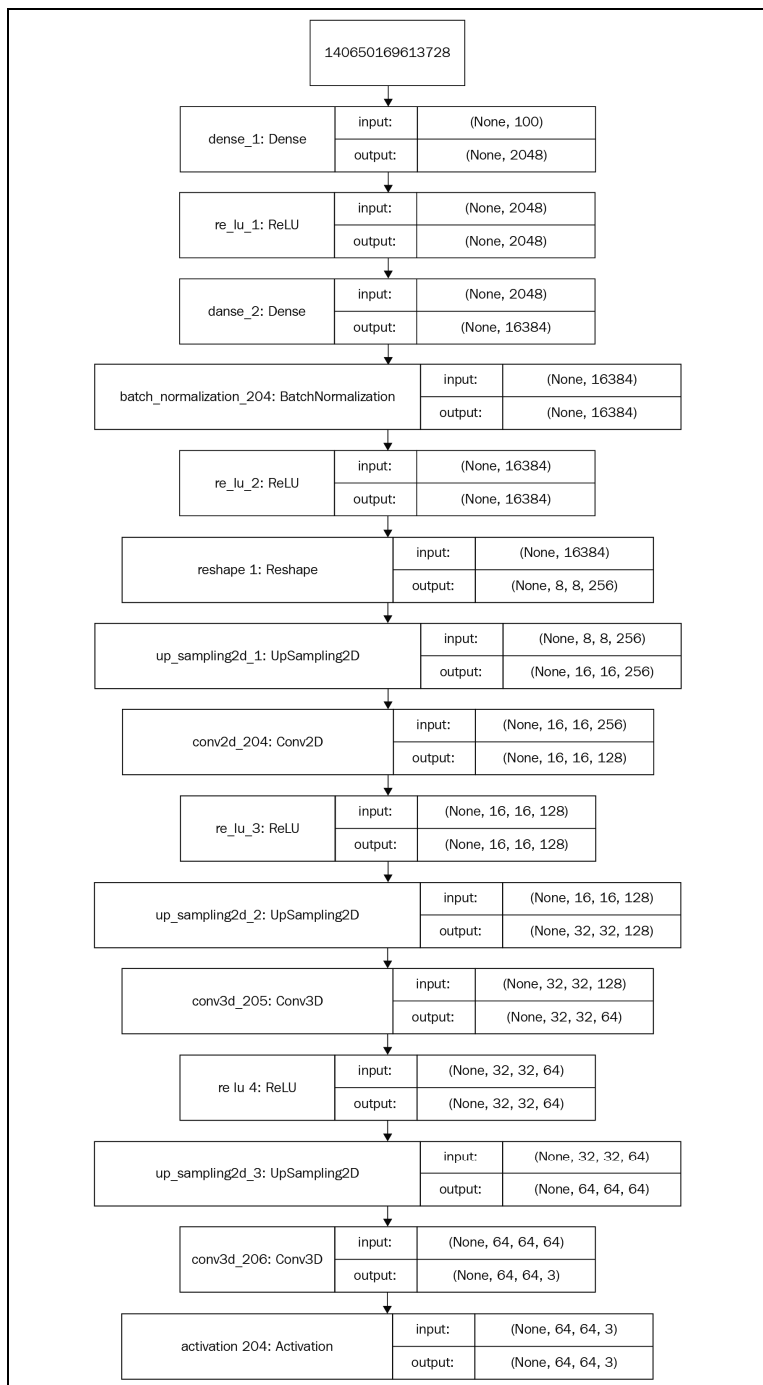 140650169613728
dense_1: Dense
input:
(None, 100)
output:
(None, 2048)
re_lu_1: ReLU
input:
(None, 2048)
output:
(None, 2048)
danse_2: Dense
input:
(None, 2048)
output:
(None, 16384)
batch_normalization_204: BatchNormalization
input:
(None, 16384)
output:
(None, 16384)
re_lu_2: ReLU
input:
(None, 16384)
output:
(None, 16384)
reshape 1: Reshape
input:
(None, 16384)
output:
(None, 8, 8, 256)
up_sampling2d_1: UpSampling2D
input:
(None, 8, 8, 256)
output:
(None, 16, 16, 256)
conv2d_204: Conv2D
input:
(None, 16, 16, 256)
output:
(None, 16, 16, 128)
re_lu_3: ReLU
input:
(None, 16, 16, 128)
output:
(None, 16, 16, 128)
up_sampling2d_2: UpSampling2D
input:
(None, 16, 16, 128)
output:
(None, 32, 32, 128)
conv3d_205: Conv3D
input:
(None, 32, 32, 128)
output:
(None, 32, 32, 64)
re lu 4: ReLU
input:
(None, 32, 32, 64)
output:
(None, 32, 32, 64)
up_sampling2d_3: UpSampling2D
input:
(None, 32, 32, 64)
output:
(None, 64, 64, 64)
conv3d_206: Conv3D
input:
(None, 64, 64, 64)
output:
(None, 64, 64, 3)
activation 204: Activation
input:
(None, 64, 64, 3)
output:
(None, 64, 64, 3)